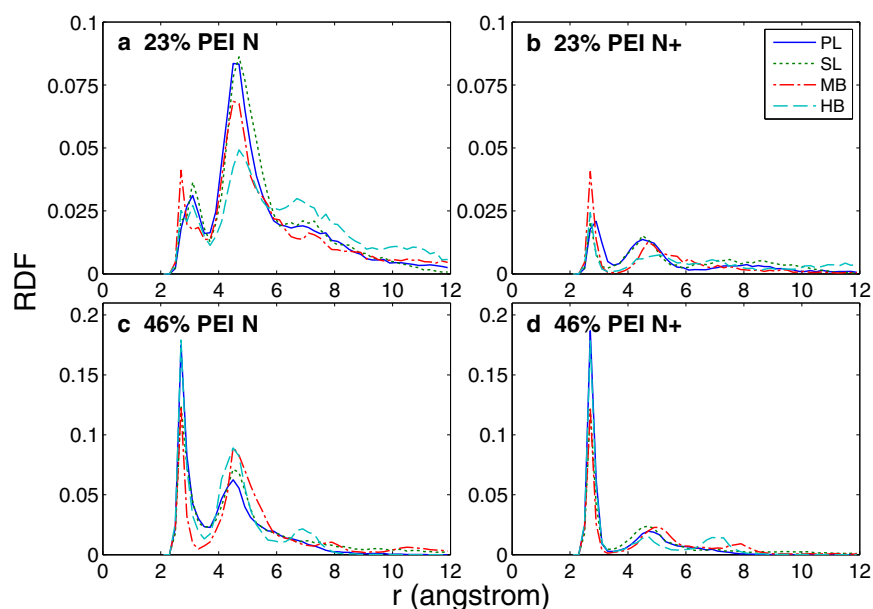 a 23% PEI N
b 23% PEI N+
PL
SL
MB
HB
0.1
0.075
0.05
0.025
0
0 2 4 6 8 10 12
0.1
0.075
0.05
0.025
0
0 2 4 6 8 10 12
RDF
c 46% PEI N
d 46% PEI N+
0.2
0.15
0.1
0.05
0
0 2 4 6 8 10 12
0.2
0.15
0.1
0.05
0
0 2 4 6 8 10 12
r (angstrom)